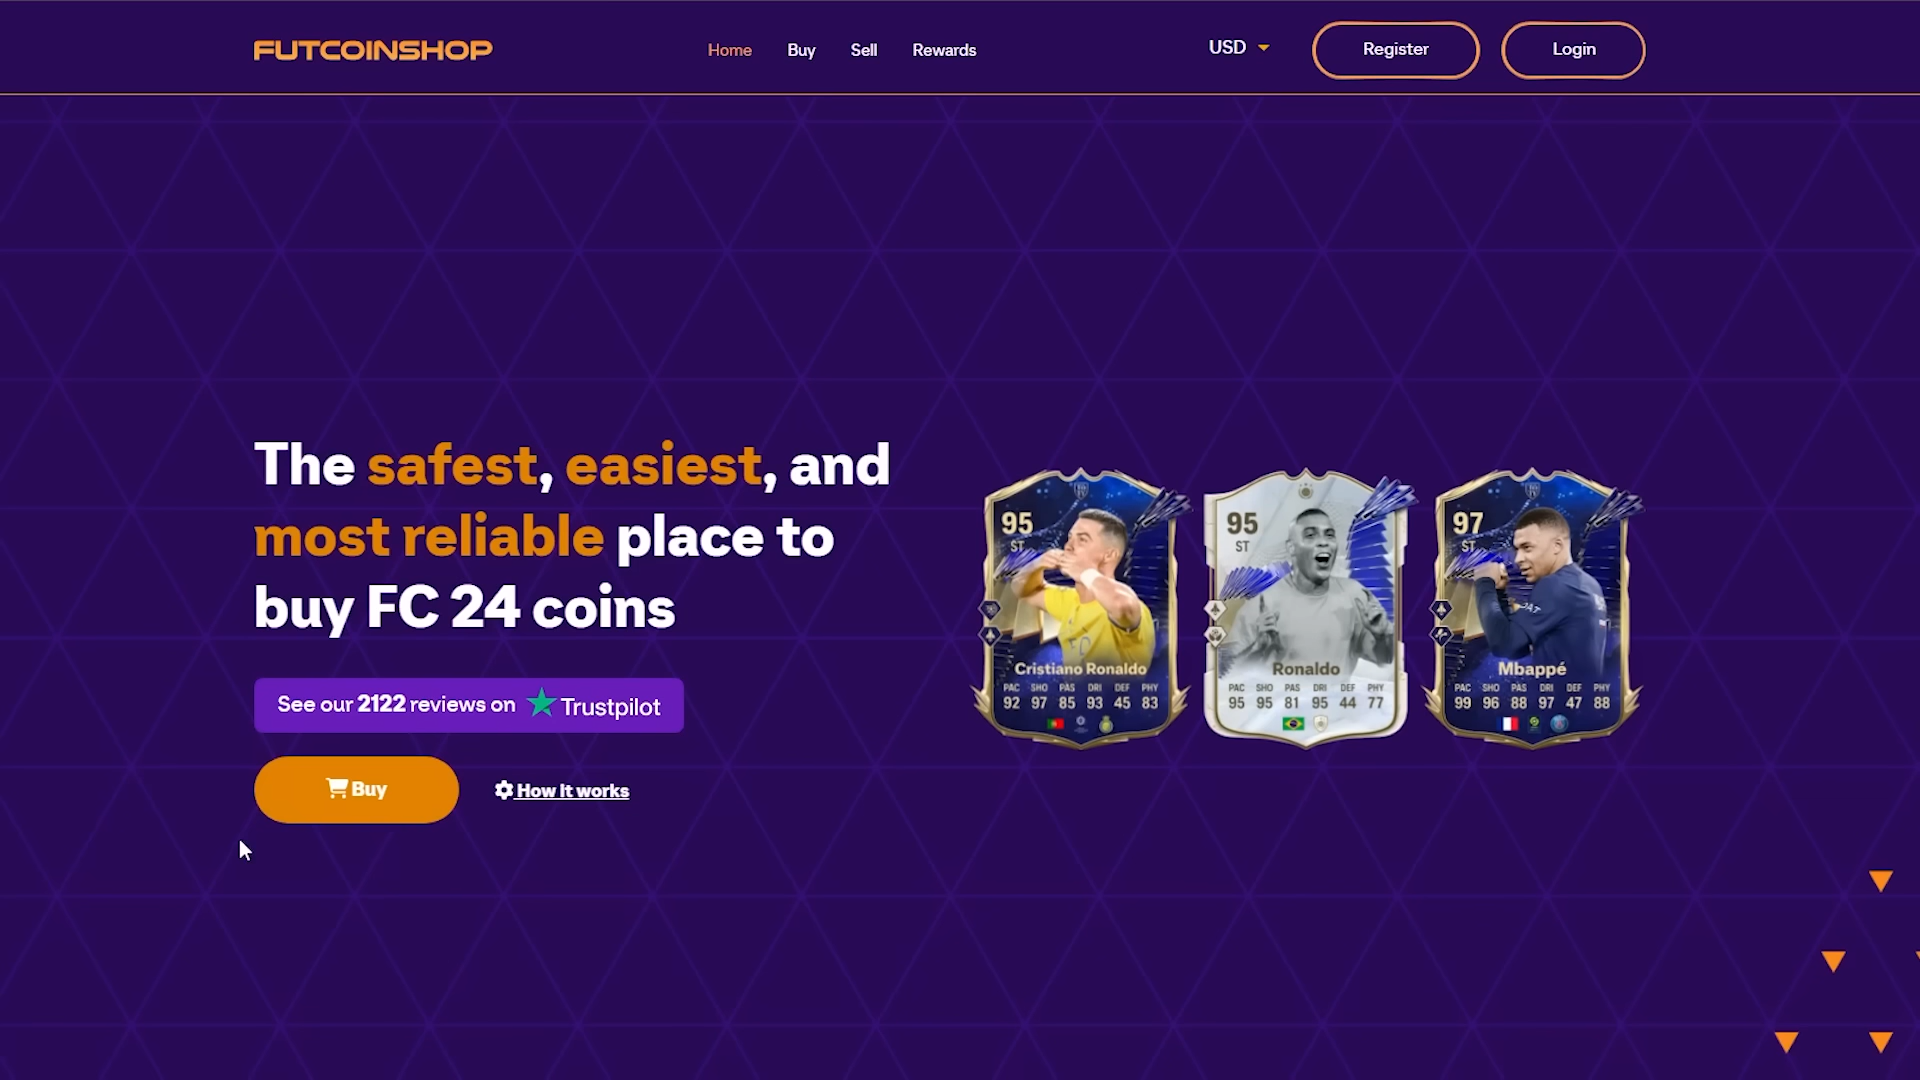 FUTCOINSHOP
Home Buy Sell Rewards
USD
Register
Login
The safest, easiest, and
most reliable place to
buy FC 24 coins
See our 2122 reviews on Trustpilot
Buy
How it works
95
ST
Cristiano Ronaldo
PAC SHO PAS DRI DEF PHY
92 97 85 93 45 83
95
ST
Ronaldo
PAC SHO PAS DRI DEF PHY
95 95 81 95 44 77
97
ST
Mbappé
PAC SHO PAS DRI DEF PHY
99 96 88 97 47 88